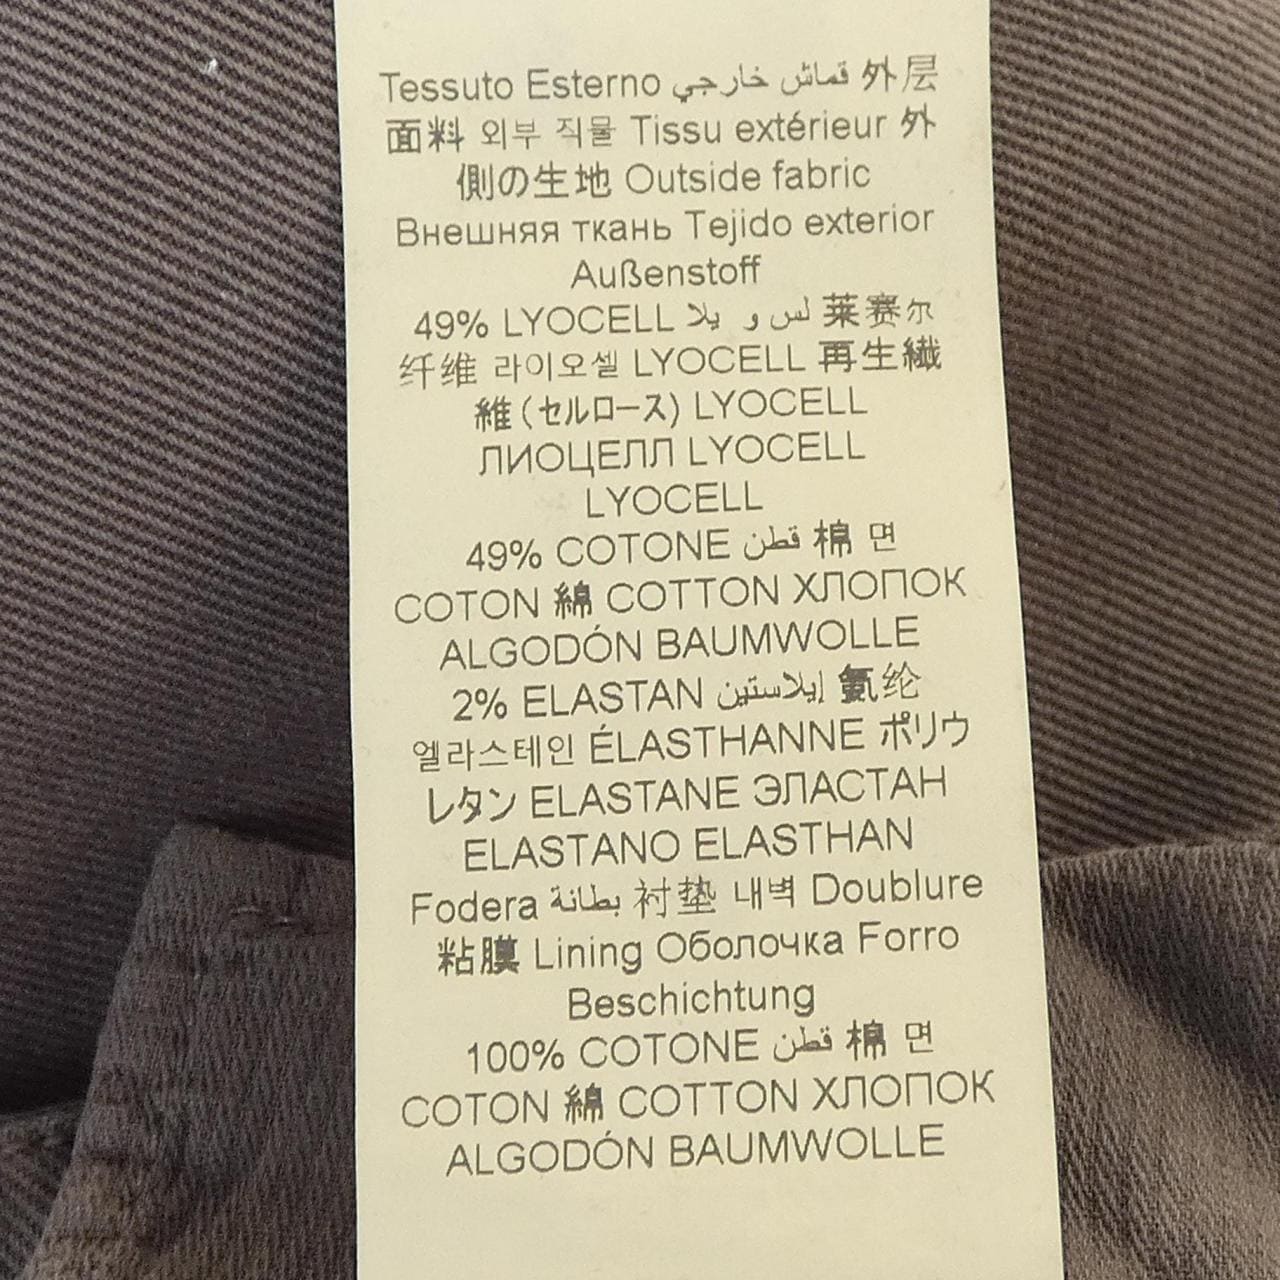 Tessuto Esterno قماش خارجي 外层
面料 외부 직물 Tissu extérieur 外
側の生地 Outside fabric
Внешняя ткань Tejido exterior
Außenstoff
49% LYOCELL لس و يلا 莱赛尔
纤维 라이오셀 LYOCELL 再生繊
維(セルロース) LYOCELL
ЛИОЦЕЛЛ LYOCELL
LYOCELL
49% COTONE قطن 棉 면
COTON 綿 COTTON ХЛОПОК
ALGODÓN BAUMWOLLE
2% ELASTAN إيلاستين 氨纶
엘라스테인 ÉLASTHANNE ポリウ
レタン ELASTANE ЭЛАСТАН
ELASTANO ELASTHAN
Fodera بطانة 衬垫 내벽 Doublure
粘膜 Lining Оболочка Forro
Beschichtung
100% COTONE قطن 棉 면
COTON 綿 COTTON ХЛОПОК
ALGODÓN BAUMWOLLE